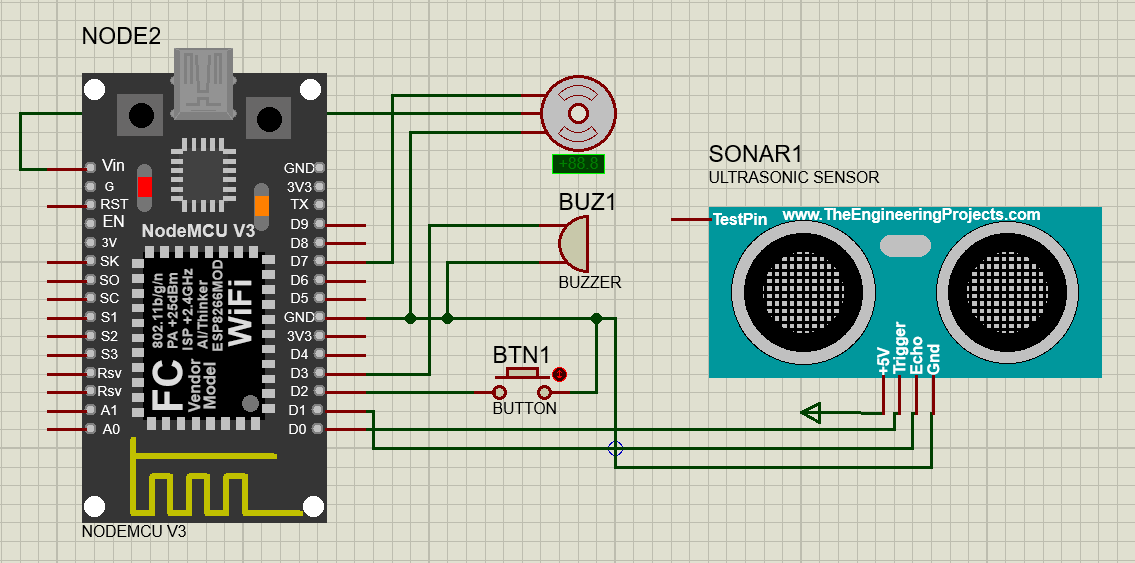 NODE2
Vin
G
RST
EN
3V
SK
SO
SC
S1
S2
S3
Rsv
Rsv
A1
A0
GND
3V3
TX
D9
D8
D7
D6
D5
GND
3V3
D4
D3
D2
D1
D0
NodeMCU V3
802.11b/g/n
PA +25dBm
ISP +2.4GHz
AI/Thinker
ESP8266MOD
WiFi
FC
Vendor
Model
NODEMCU V3
+88.8
BUZ1
BUZZER
BTN1
BUTTON
SONAR1
ULTRASONIC SENSOR
TestPin
www.TheEngineeringProjects.com
+5V
Trigger
Echo
Gnd